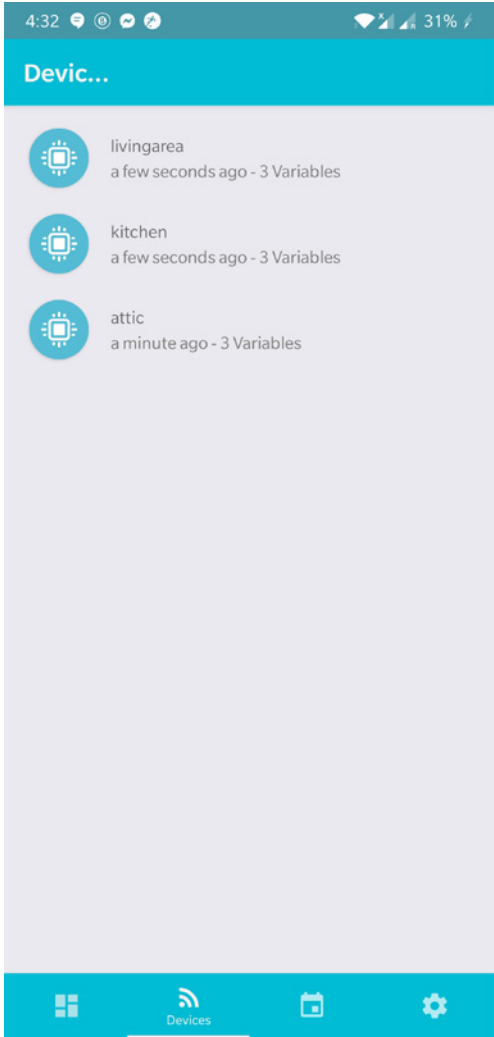 4:32
31%
Devic...
livingarea
a few seconds ago - 3 Variables
kitchen
a few seconds ago - 3 Variables
attic
a minute ago - 3 Variables
Devices